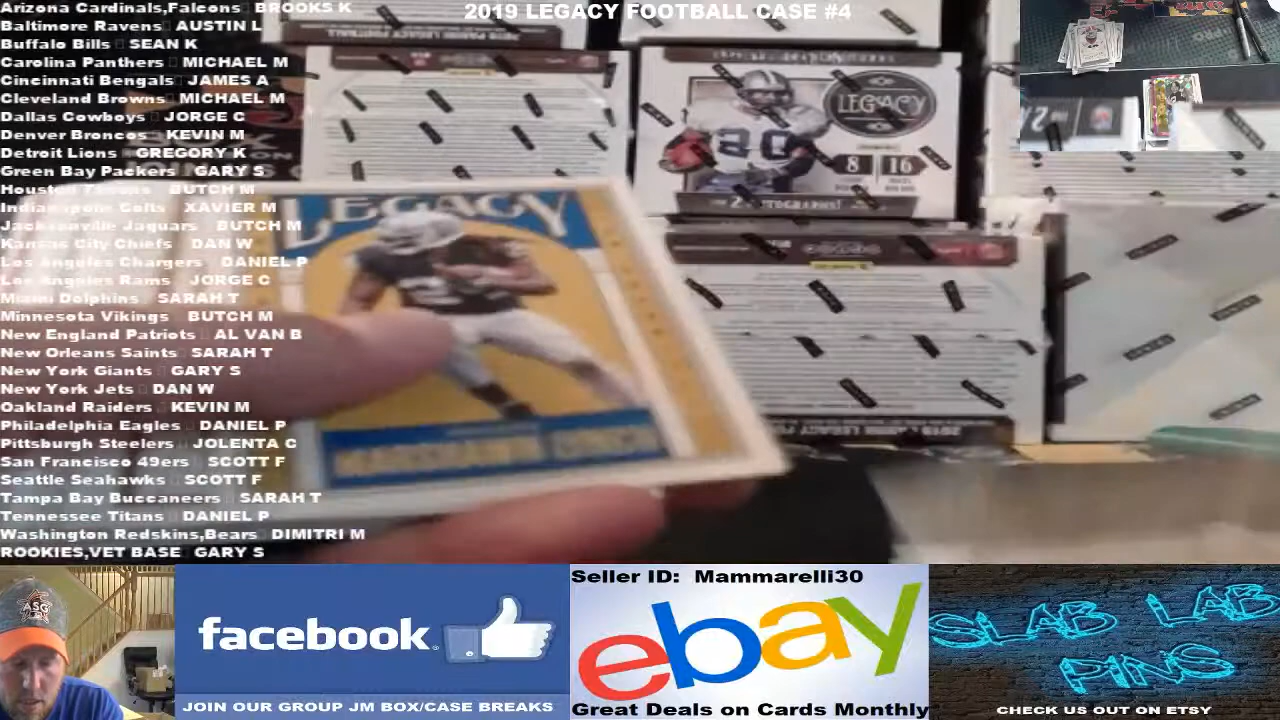 2019 LEGACY FOOTBALL CASE #4
Arizona Cardinals,Falcons BROOKS K
Baltimore Ravens AUSTIN L
Buffalo Bills SEAN K
Carolina Panthers MICHAEL M
Cincinnati Bengals JAMES A
Cleveland Browns MICHAEL M
Dallas Cowboys JORGE C
Denver Broncos KEVIN M
Detroit Lions GREGORY K
Green Bay Packers GARY S
Houston Texans BUTCH M
Indianapolis Colts XAVIER M
Jacksonville Jaguars BUTCH M
Kansas City Chiefs DAN W
Los Angeles Chargers DANIEL P
Los Angeles Rams JORGE C
Miami Dolphins SARAH T
Minnesota Vikings BUTCH M
New England Patriots AL VAN B
New Orleans Saints SARAH T
New York Giants GARY S
New York Jets DAN W
Oakland Raiders KEVIN M
Philadelphia Eagles DANIEL P
Pittsburgh Steelers JOLENTA C
San Francisco 49ers SCOTT F
Seattle Seahawks SCOTT F
Tampa Bay Buccaneers SARAH T
Tennessee Titans DANIEL P
Washington Redskins,Bears DIMITRI M
ROOKIES,VET BASE GARY S
LEGACY
LEGACY
20
8 16
ASG
facebook
JOIN OUR GROUP JM BOX/CASE BREAKS
Seller ID: Mammarelli30
ebay
Great Deals on Cards Monthly
SLAB LAB
PINS
CHECK US OUT ON ETSY